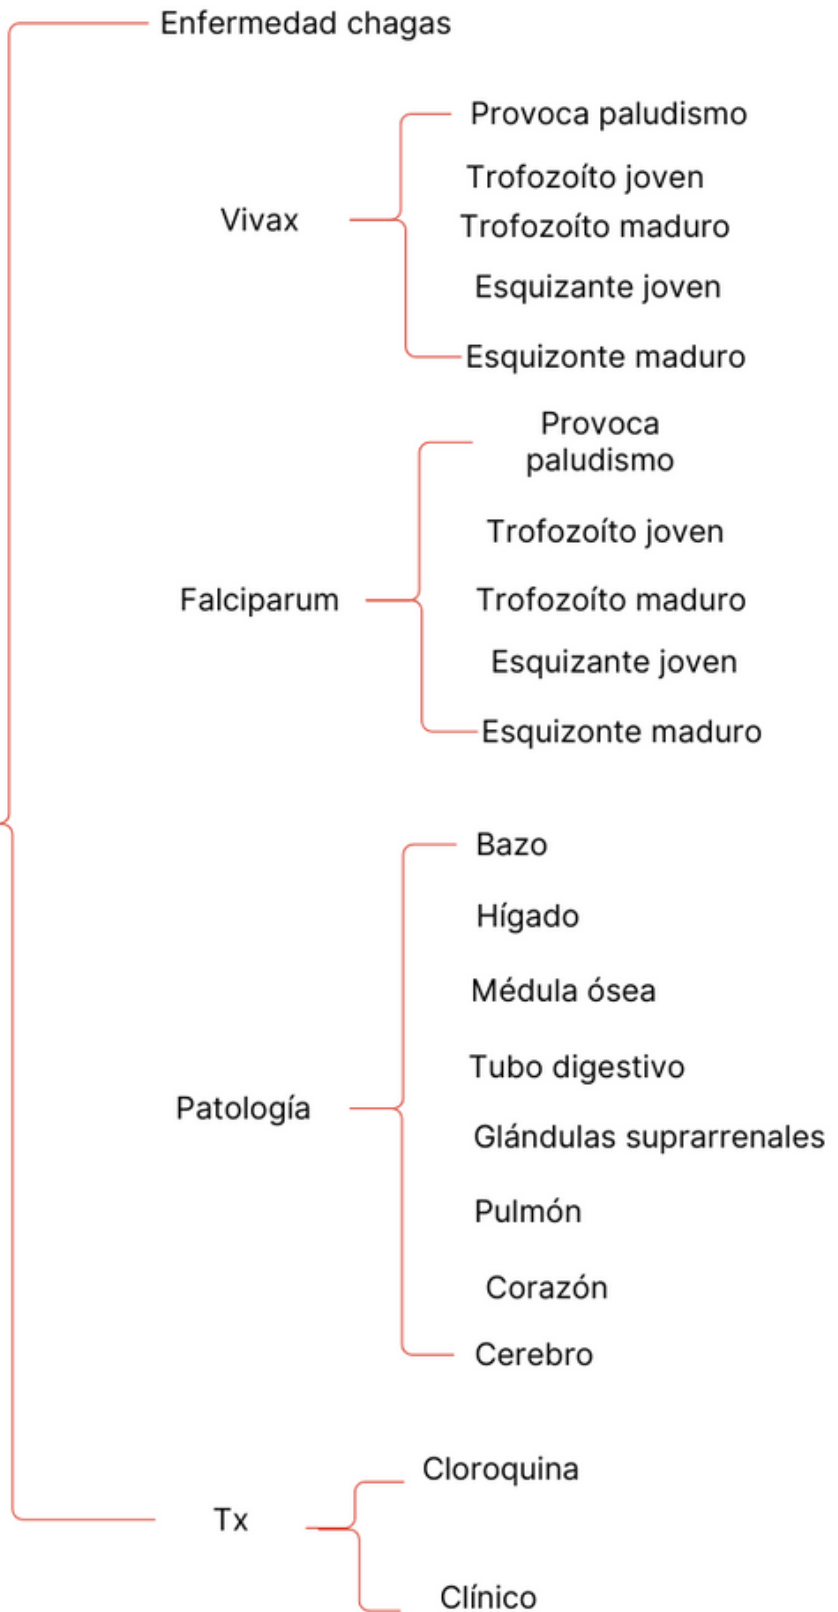 Enfermedad chagas
Vivax
Provoca paludismo
Trofozoíto joven
Trofozoíto maduro
Esquizante joven
Esquizonte maduro
Falciparum
Provoca
paludismo
Trofozoíto joven
Trofozoíto maduro
Esquizante joven
Esquizonte maduro
Patología
Bazo
Hígado
Médula ósea
Tubo digestivo
Glándulas suprarrenales
Pulmón
Corazón
Cerebro
Tx
Cloroquina
Clínico